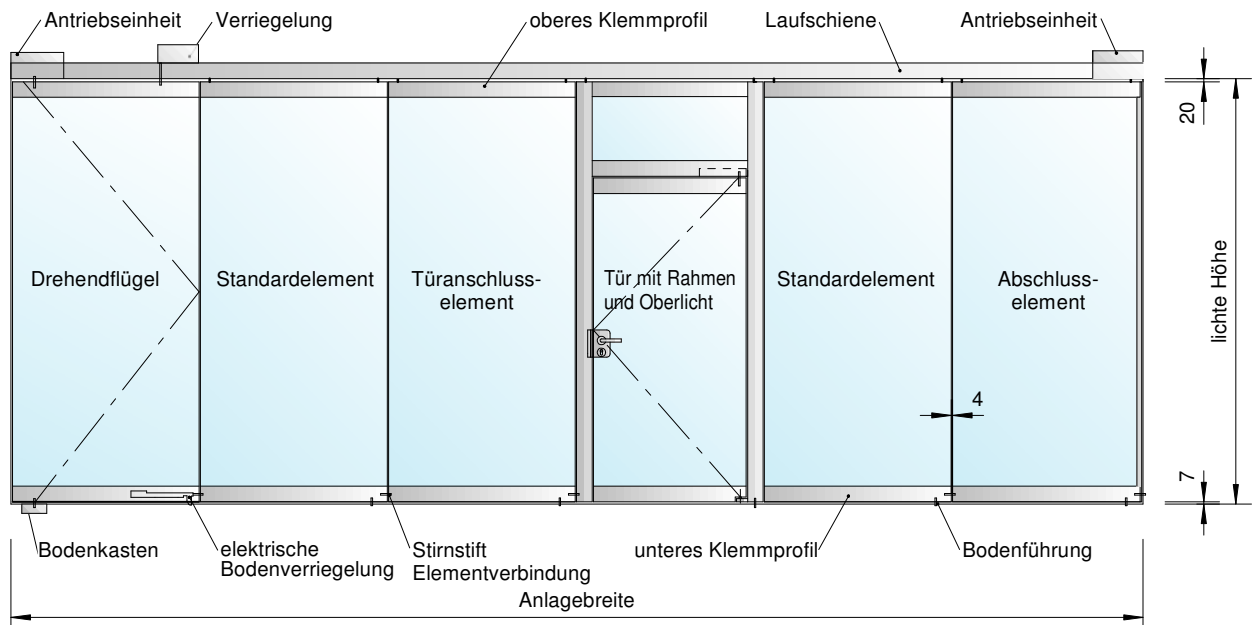 Antriebseinheit
Verriegelung
oberes Klemmprofil
Laufschiene
Antriebseinheit
20
lichte Höhe
Drehendflügel
Standardelement
Türanschluss-
element
Tür mit Rahmen
und Oberlicht
Standardelement
Abschluss-
element
4
7
Bodenkasten
elektrische
Bodenverriegelung
Stirnstift
Elementverbindung
unteres Klemmprofil
Bodenführung
Anlagebreite